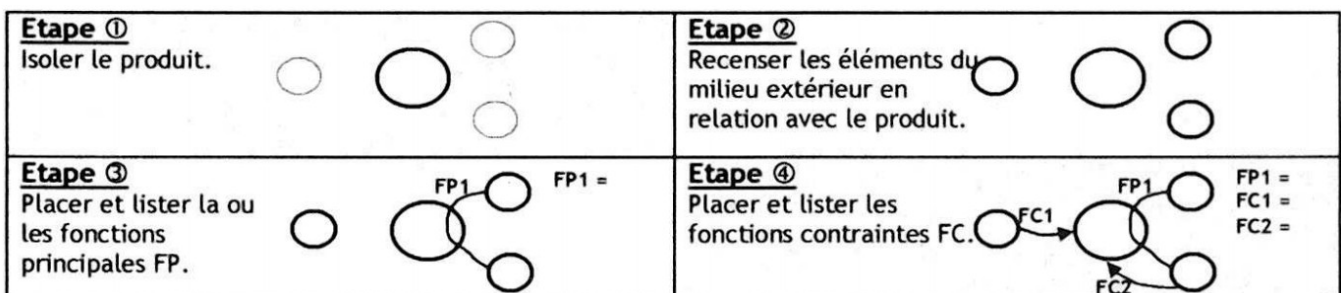 Etape ①
Isoler le produit.
Etape ②
Recenser les éléments du
milieu extérieur en
relation avec le produit.
Etape ③
Placer et lister la ou
les fonctions
principales FP.
FP1
FP1 =
Etape ④
Placer et lister les
fonctions contraintes FC.
FC1
FP1
FC2
FP1 =
FC1 =
FC2 =